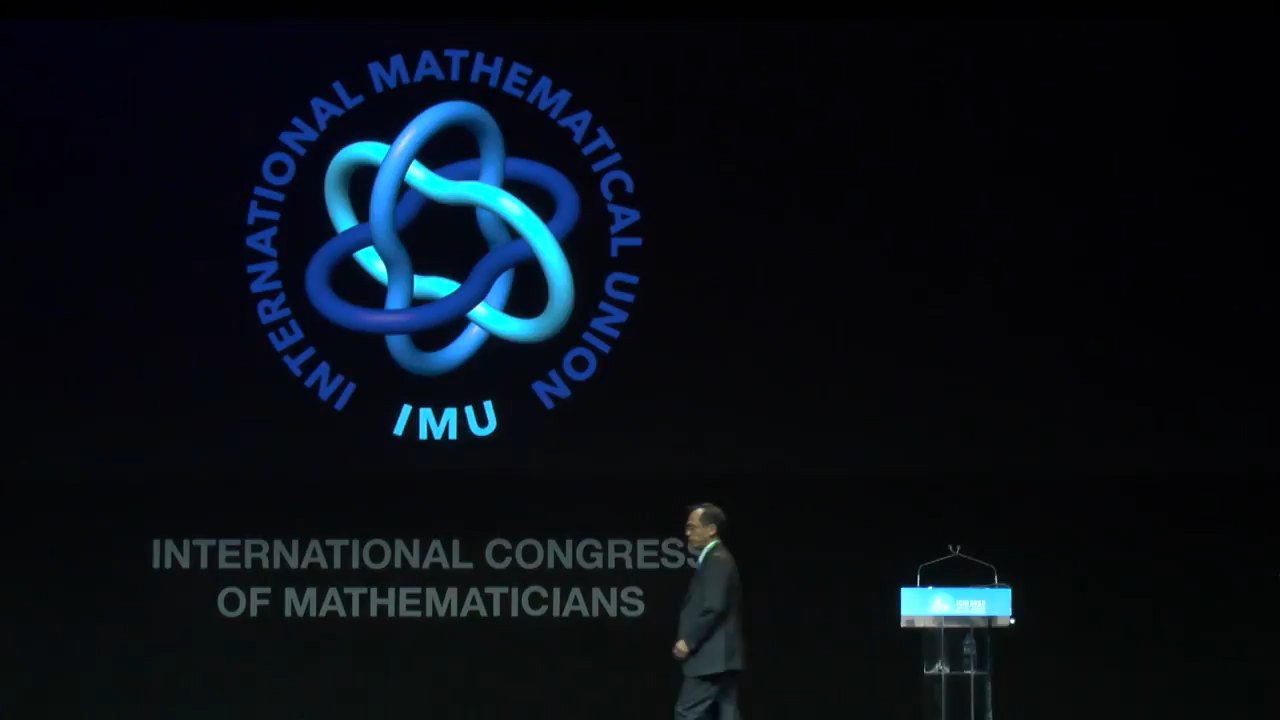 INTERNATIONAL MATHEMATICAL UNION
IMU
INTERNATIONAL CONGRESS
OF MATHEMATICIANS